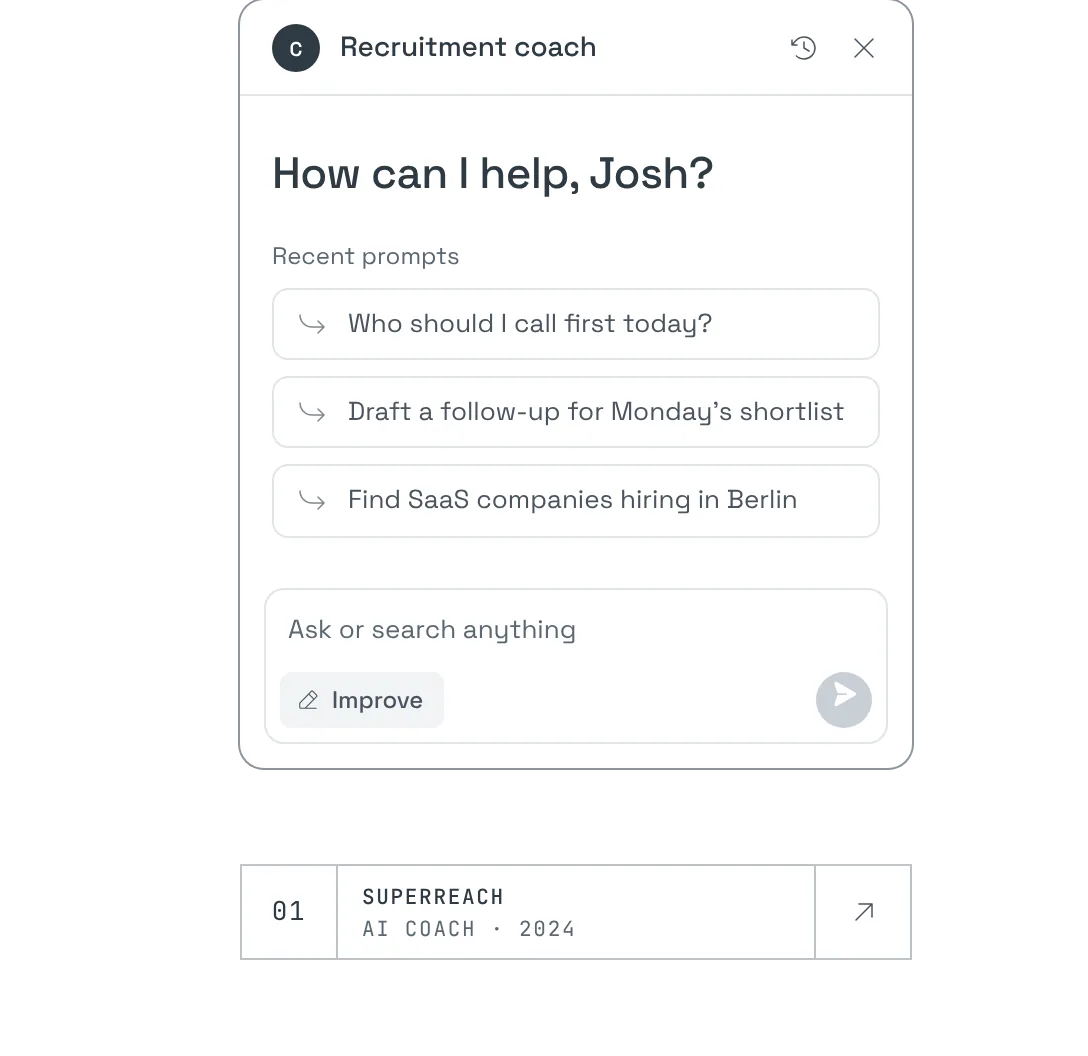 C
Recruitment coach
How can I help, Josh?
Recent prompts
Who should I call first today?
Draft a follow-up for Monday’s shortlist
Find SaaS companies hiring in Berlin
Ask or search anything
Improve
01
SUPERREACH
AI COACH · 2024